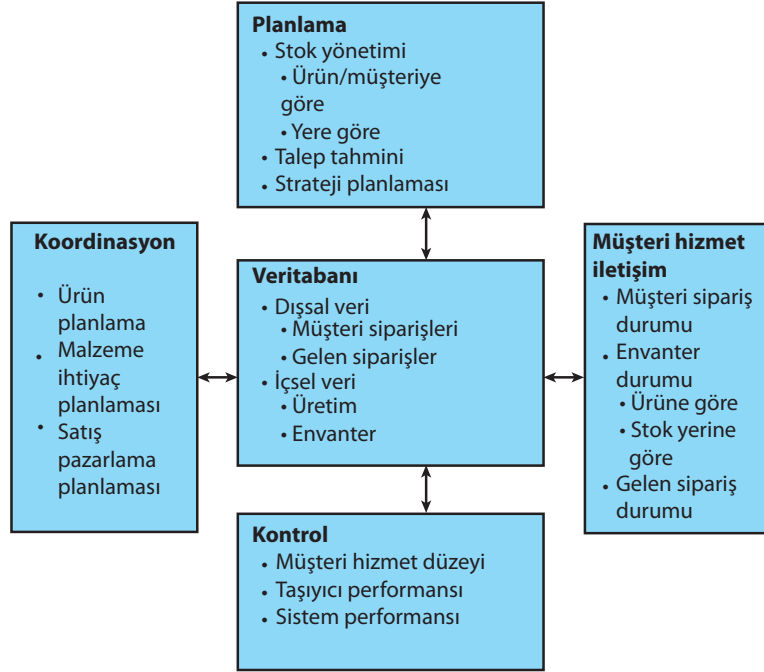 Planlama
• Stok yönetimi
• Ürün/müşteriye
göre
• Yere göre
• Talep tahmini
• Strateji planlaması
Koordinasyon
• Ürün
planlama
• Malzeme
ihtiyaç
planlaması
• Satış
pazarlama
planlaması
Veritabanı
• Dışsal veri
• Müşteri siparişleri
• Gelen siparişler
• İçsel veri
• Üretim
• Envanter
Müşteri hizmet
iletişim
• Müşteri sipariş
durumu
• Envanter
durumu
• Ürüne göre
• Stok yerine
göre
• Gelen sipariş
durumu
Kontrol
• Müşteri hizmet düzeyi
• Taşıyıcı performansı
• Sistem performansı